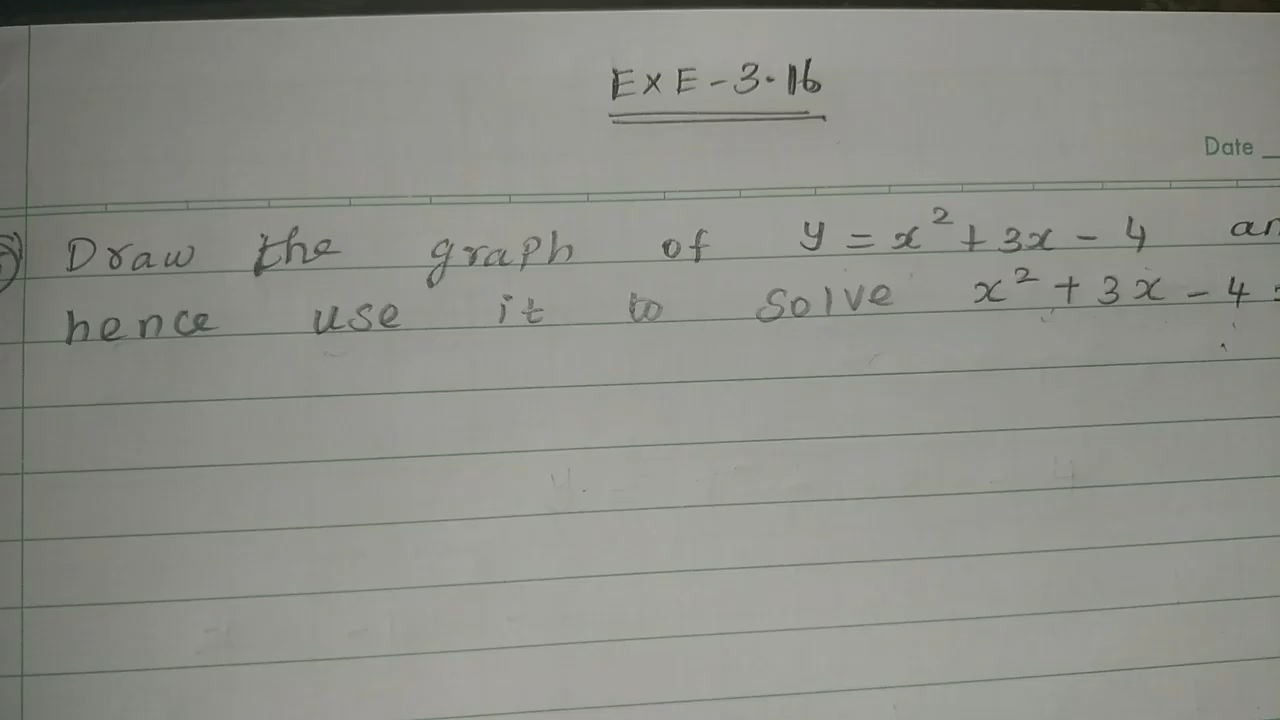 EXE-3.16
Date
Draw the graph of y = x² + 3x - 4
hence use it to solve x² + 3x - 4